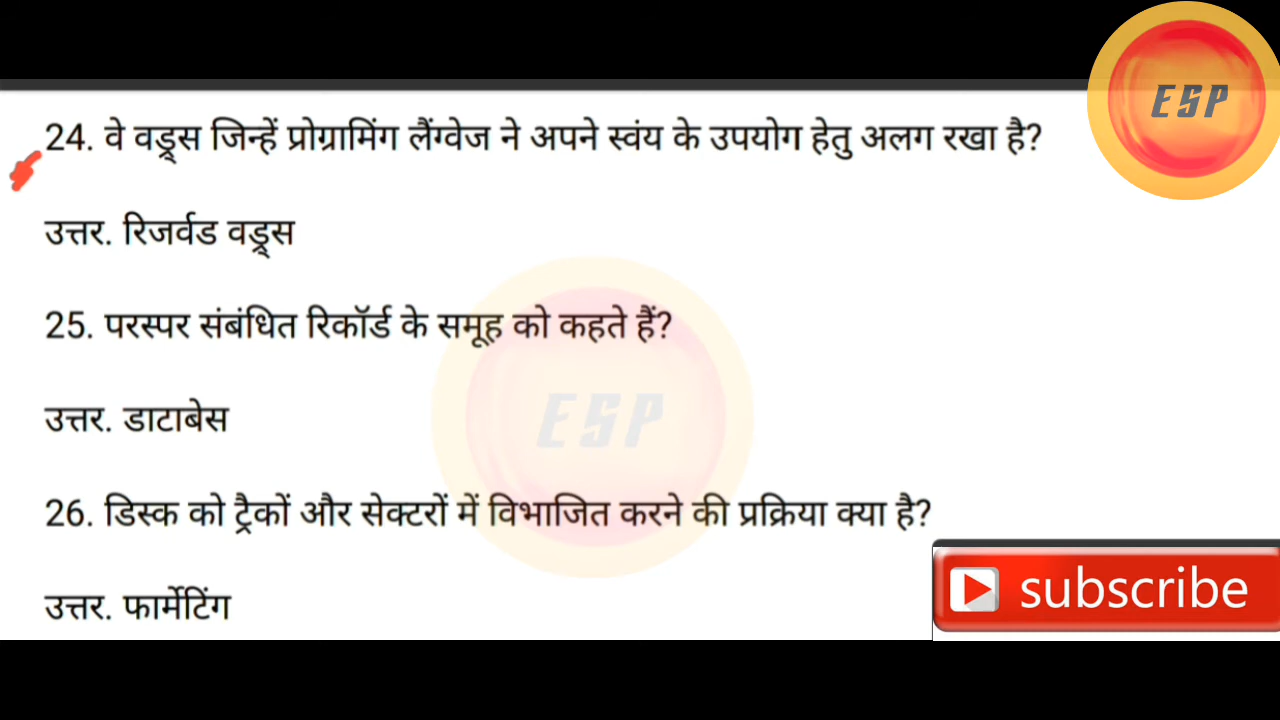 ESP
24. वे वड्र्स जिन्हें प्रोग्रामिंग लैंग्वेज ने अपने स्वंय के उपयोग हेतु अलग रखा है?
उत्तर. रिजर्वड वड्र्स
25. परस्पर संबंधित रिकॉर्ड के समूह को कहते हैं?
उत्तर. डाटाबेस
ESP
26. डिस्क को ट्रैकों और सेक्टरों में विभाजित करने की प्रक्रिया क्या है?
subscribe
उत्तर. फार्मेटिंग